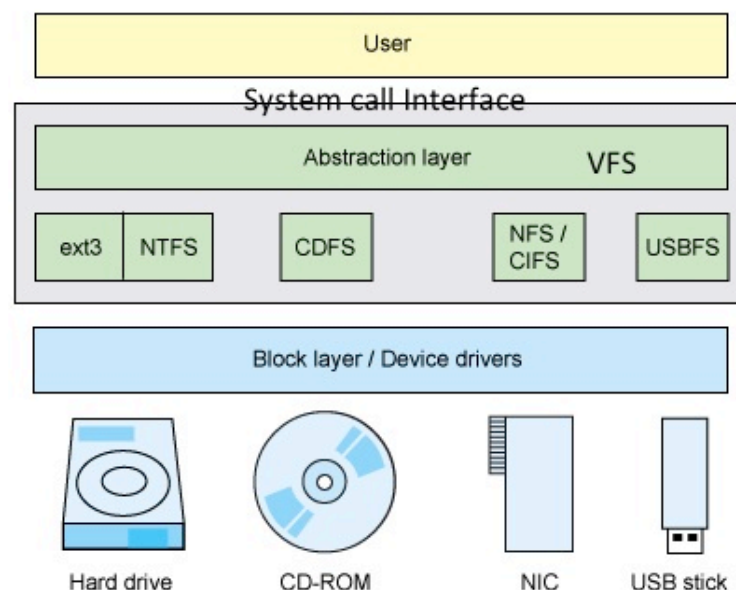 User
System call Interface
Abstraction layer VFS
ext3 NTFS CDFS NFS / CIFS USBFS
Block layer / Device drivers
Hard drive CD-ROM NIC USB stick